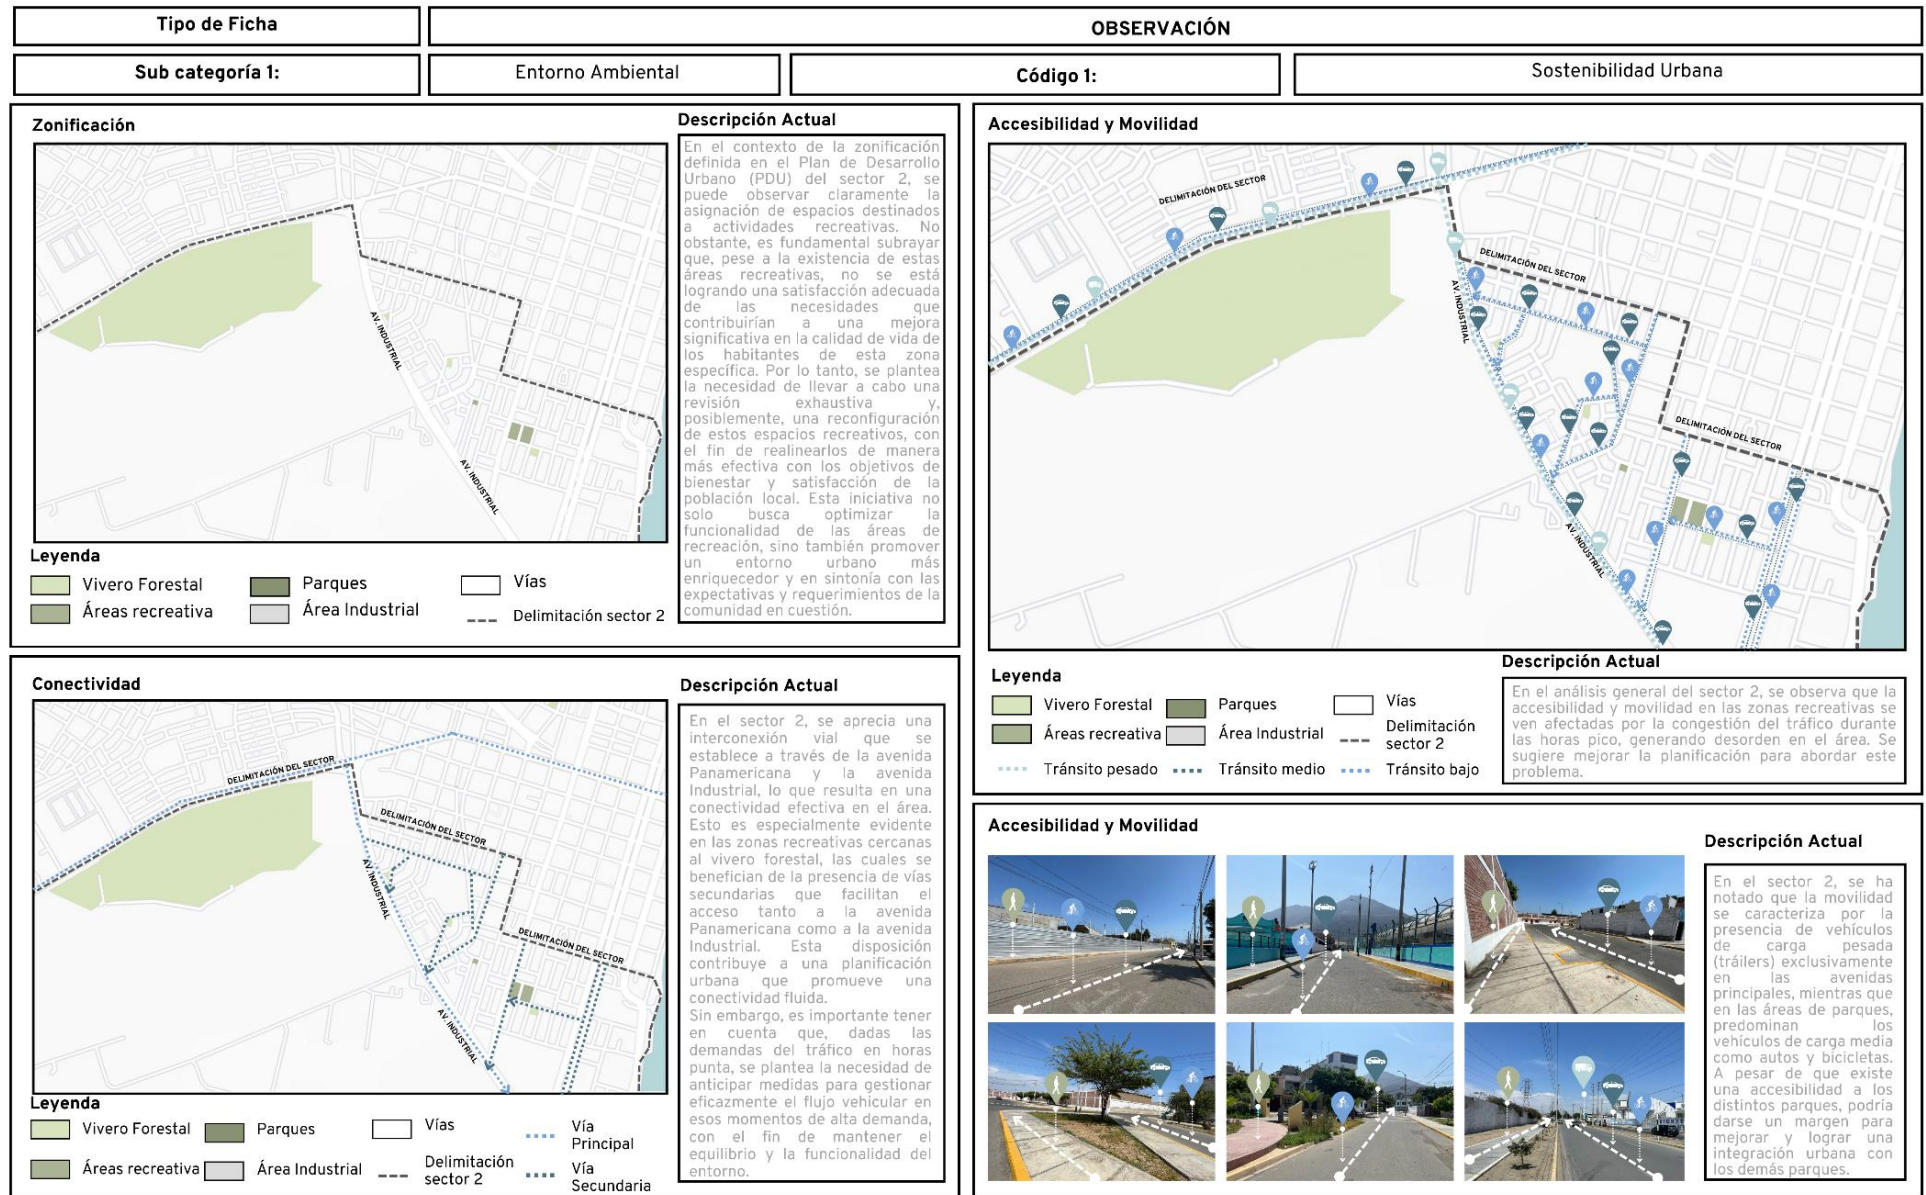 Tipo de Ficha
OBSERVACIÓN
Sub categoría 1:
Entorno Ambiental
Código 1:
Sostenibilidad Urbana
Zonificación
AV. INDUSTRIAL
AV. INDUSTRIAL
Leyenda
Vivero Forestal
Parques
Vías
Áreas recreativa
Área Industrial
Delimitación sector 2
Descripción Actual
En el contexto de la zonificación
definida en el Plan de Desarrollo
Urbano (PDU) del sector 2, se
puede observar claramente la
asignación de espacios destinados
a actividades recreativas. No
obstante, es fundamental subrayar
que, pese a la existencia de estas
áreas recreativas, no se está
logrando una satisfacción adecuada
de las necesidades que
contribuirían a una mejora
significativa en la calidad de vida de
los habitantes de esta zona
específica. Por lo tanto, se plantea
la necesidad de llevar a cabo una
revisión exhaustiva y,
posiblemente, una reconfiguración
de estos espacios recreativos, con
el fin de realinearlos de manera
más efectiva con los objetivos de
bienestar y satisfacción de la
población local. Esta iniciativa no
solo busca optimizar la
funcionalidad de las áreas de
recreación, sino también promover
un entorno urbano más
enriquecedor y en sintonía con las
expectativas y requerimientos de la
comunidad en cuestión.
Conectividad
DELIMITACIÓN DEL SECTOR
DELIMITACIÓN DEL SECTOR
AV. INDUSTRIAL
DELIMITACIÓN DEL SECTOR
AV. INDUSTRIAL
Leyenda
Vivero Forestal
Parques
Vías
Vía
Principal
Áreas recreativa
Área Industrial
Delimitación
sector 2
Vía
Secundaria
Descripción Actual
En el sector 2, se aprecia una
interconexión vial que se
establece a través de la avenida
Panamericana y la avenida
Industrial, lo que resulta en una
conectividad efectiva en el área.
Esto es especialmente evidente
en las zonas recreativas cercanas
al vivero forestal, las cuales se
benefician de la presencia de vías
secundarias que facilitan el
acceso tanto a la avenida
Panamericana como a la avenida
Industrial. Esta disposición
contribuye a una planificación
urbana que promueve una
conectividad fluida.
Sin embargo, es importante tener
en cuenta que, dadas las
demandas del tráfico en horas
punta, se plantea la necesidad de
anticipar medidas para gestionar
eficazmente el flujo vehicular en
esos momentos de alta demanda,
con el fin de mantener el
equilibrio y la funcionalidad del
entorno.
Accesibilidad y Movilidad
DELIMITACIÓN DEL SECTOR
DELIMITACIÓN DEL SECTOR
AV. INDUSTRIAL
DELIMITACIÓN DEL SECTOR
AV. INDUSTRIAL
Leyenda
Vivero Forestal
Parques
Vías
Áreas recreativa
Área Industrial
Delimitación
sector 2
Tránsito pesado
Tránsito medio
Tránsito bajo
Descripción Actual
En el análisis general del sector 2, se observa que la
accesibilidad y movilidad en las zonas recreativas se
ven afectadas por la congestión del tráfico durante
las horas pico, generando desorden en el área. Se
sugiere mejorar la planificación para abordar este
problema.
Accesibilidad y Movilidad
Descripción Actual
En el sector 2, se ha
notado que la movilidad
se caracteriza por la
presencia de vehículos
de carga pesada
(tráilers) exclusivamente
en las avenidas
principales, mientras que
en las áreas de parques,
predominan los
vehículos de carga media
como autos y bicicletas.
A pesar de que existe
una accesibilidad a los
distintos parques, podría
darse un margen para
mejorar y lograr una
integración urbana con
los demás parques.